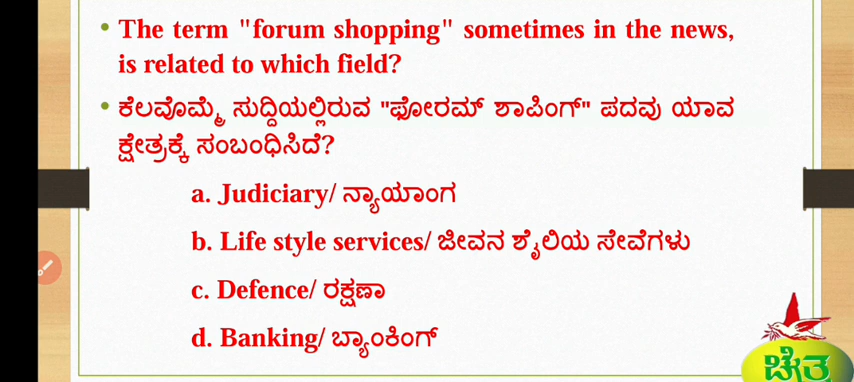 The term "forum shopping" sometimes in the news,
is related to which field?
ಕೆಲವೊಮ್ಮೆ ಸುದ್ದಿಯಲ್ಲಿರುವ "ಫೋರಮ್ ಶಾಪಿಂಗ್" ಪದವು ಯಾವ
ಕ್ಷೇತ್ರಕ್ಕೆ ಸಂಬಂಧಿಸಿದೆ?
a. Judiciary/ ನ್ಯಾಯಾಂಗ
b. Life style services/ ಜೀವನ ಶೈಲಿಯ ಸೇವೆಗಳು
c. Defence/ ರಕ್ಷಣಾ
d. Banking/ ಬ್ಯಾಂಕಿಂಗ್
ಚೈತ್ರ